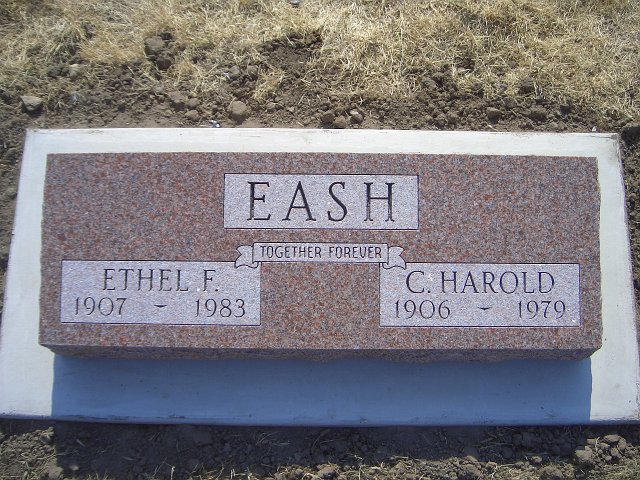 EASH
TOGETHER FOREVER
ETHEL F.
1907 – 1983
C. HAROLD
1906 – 1979